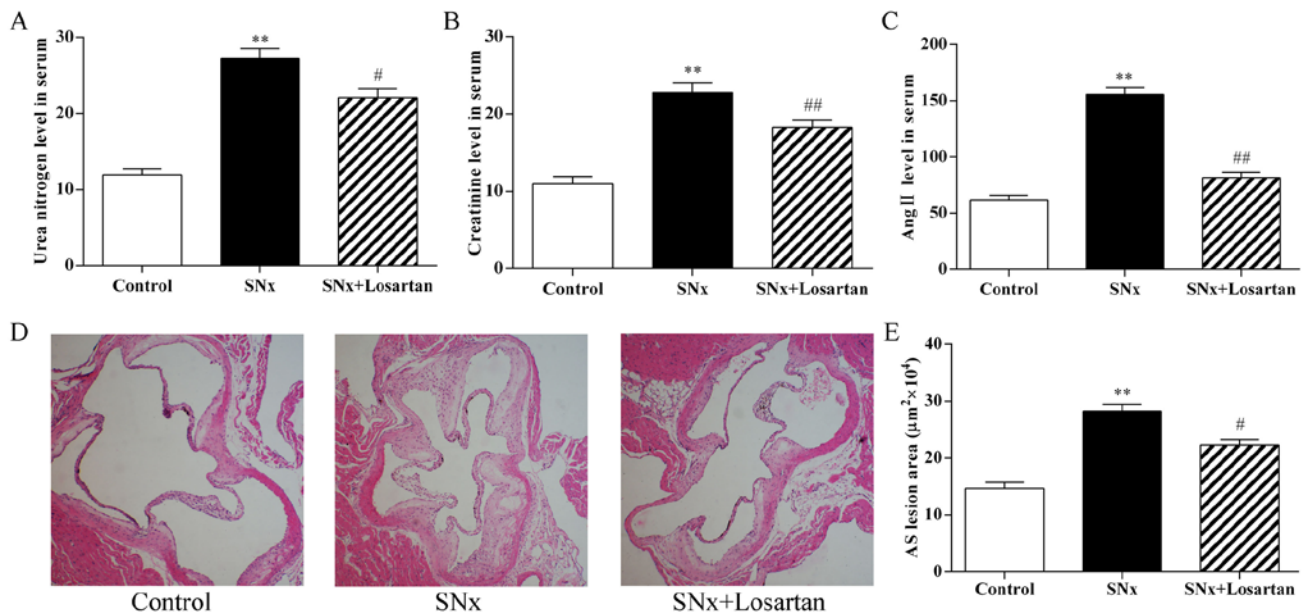 A
Urea nitrogen level in serum
30
20
10
0
**
#
Control
SNx
SNx+Losartan
B
Creatinine level in serum
30
20
10
0
**
##
Control
SNx
SNx+Losartan
C
AngⅡ level in serum
200
150
100
50
0
**
##
Control
SNx
SNx+Losartan
D
Control
SNx
SNx+Losartan
E
AS lesion area (μm²×10⁴)
40
30
20
10
0
**
#
Control
SNx
SNx+Losartan